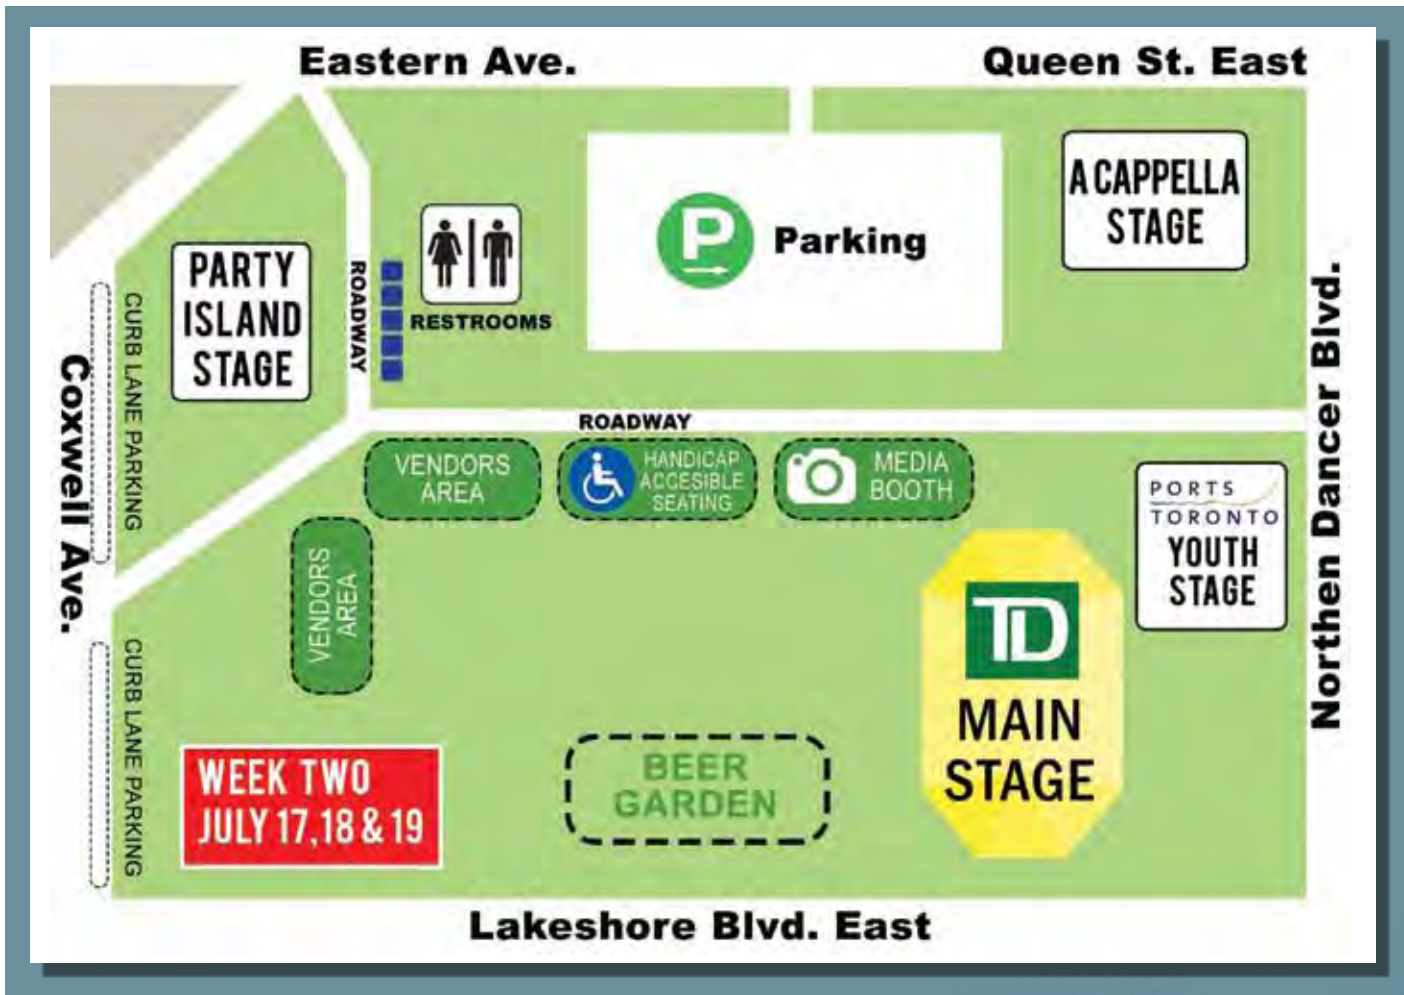 Eastern Ave.
Queen St. East
A CAPPELLA
STAGE
P
Parking
PARTY
ISLAND
STAGE
ROADWAY
RESTROOMS
CURB LANE PARKING
Coxwell Ave.
Northen Dancer Blvd.
ROADWAY
VENDORS
AREA
HANDICAP
ACCESIBLE
SEATING
MEDIA
BOOTH
PORTS
TORONTO
YOUTH
STAGE
VENDORS
AREA
TD
MAIN
STAGE
CURB LANE PARKING
WEEK TWO
JULY 17,18 & 19
BEER
GARDEN
Lakeshore Blvd. East